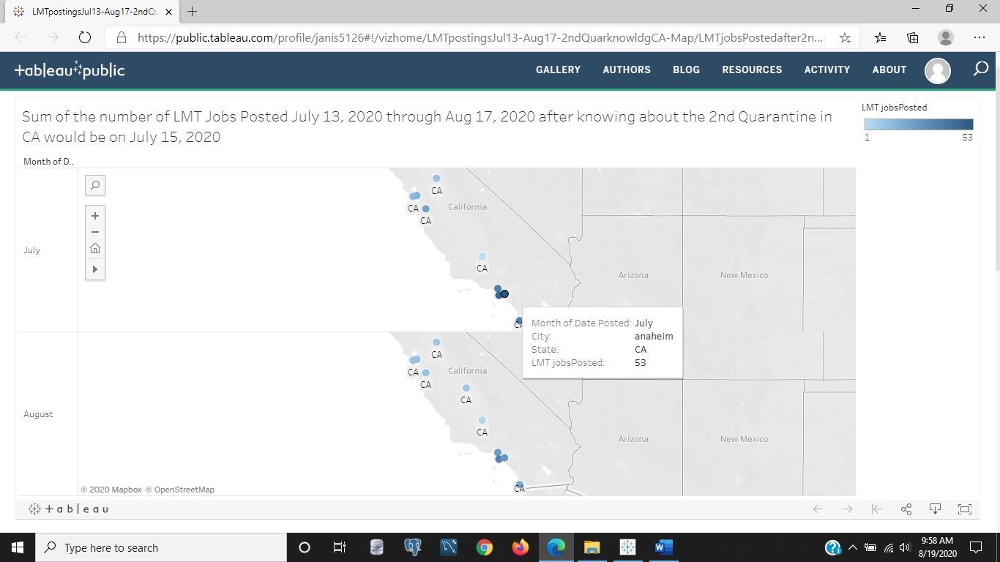 LMTpostingsJul13-Aug17-2ndQu
https://public.tableau.com/profile/janis5126#!/vizhome/LMTpostingsJul13-Aug17-2ndQuarknowldgCA-Map/LMTjobsPostedafter2n...
+ableau public
GALLERY AUTHORS BLOG RESOURCES ACTIVITY ABOUT
Sum of the number of LMT Jobs Posted July 13, 2020 through Aug 17, 2020 after knowing about the 2nd Quarantine in
CA would be on July 15, 2020
LMT jobsPosted
1 53
Month of D..
July
CA
CA
CA
California
CA
Arizona
New Mexico
CA
Month of Date Posted: July
City: anaheim
State: CA
LMT jobsPosted: 53
August
CA
CA
CA
California
CA
CA
Arizona
New Mexico
CA
© 2020 Mapbox © OpenStreetMap
+ableau
Type here to search
9:58 AM
8/19/2020